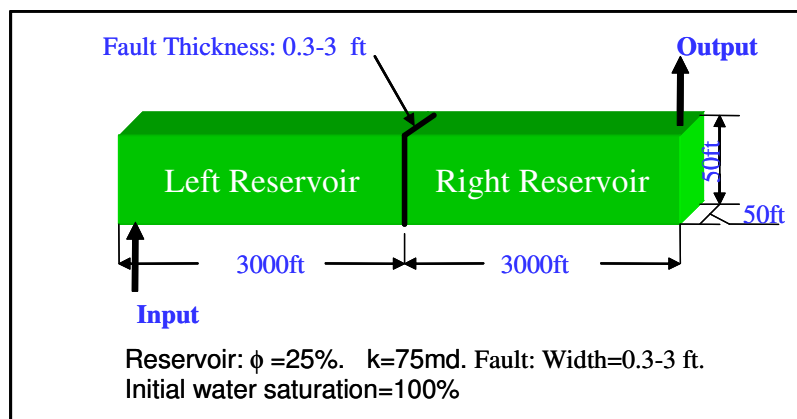 Fault Thickness: 0.3-3 ft
Output
Left Reservoir
Right Reservoir
50ft
50ft
3000ft
3000ft
Input
Reservoir: ϕ =25%. k=75md. Fault: Width=0.3-3 ft.
Initial water saturation=100%